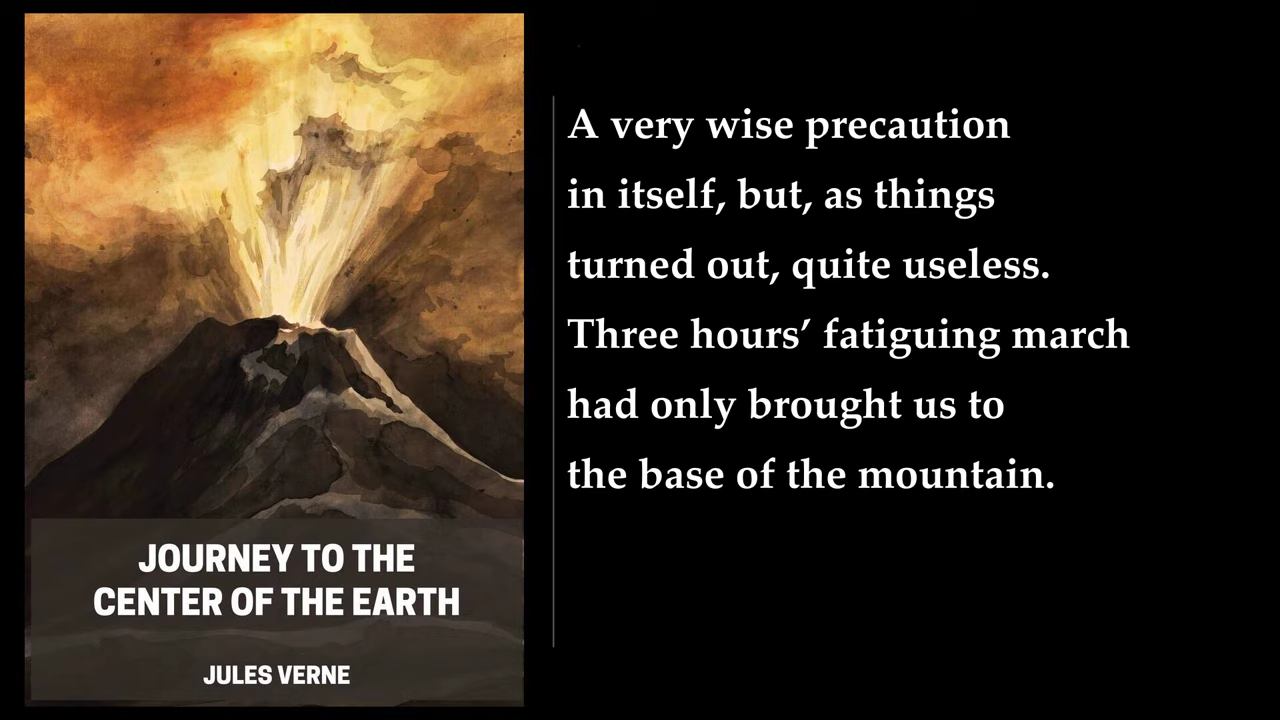 A very wise precaution
in itself, but, as things
turned out, quite useless.
Three hours’ fatiguing march
had only brought us to
the base of the mountain.
JOURNEY TO THE
CENTER OF THE EARTH
JULES VERNE